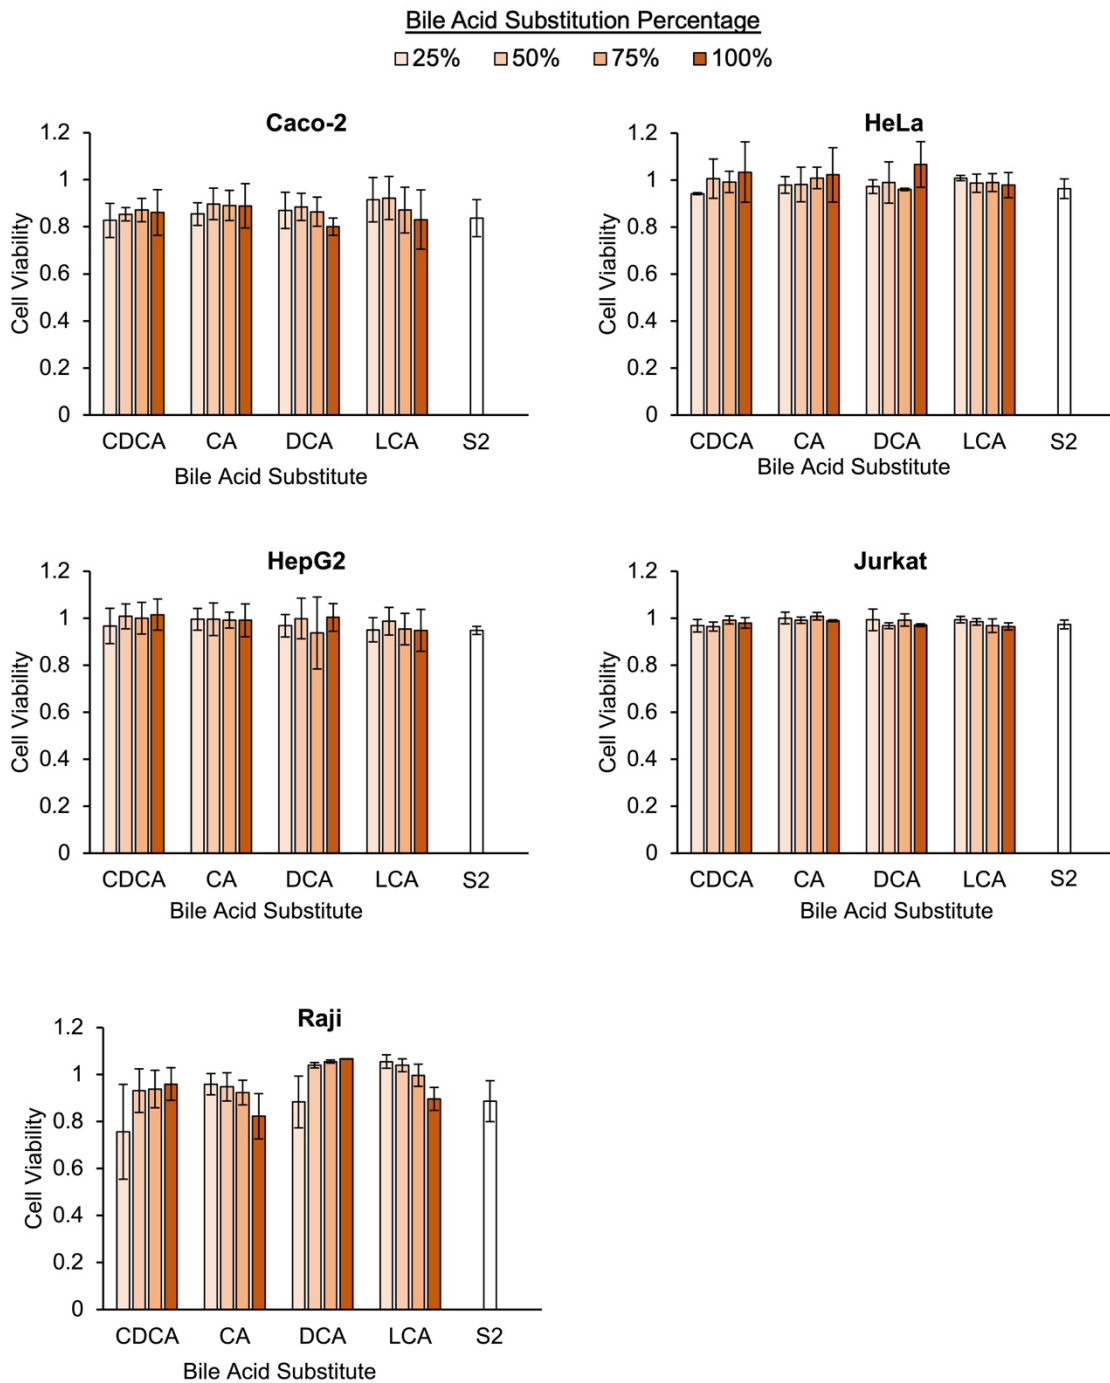 Bile Acid Substitution Percentage
25% 50% 75% 100%
Caco-2
1.2
1
0.8
0.6
0.4
0.2
0
Cell Viability
CDCA CA DCA LCA S2
Bile Acid Substitute
HeLa
1.2
1
0.8
0.6
0.4
0.2
0
Cell Viability
CDCA CA DCA LCA S2
Bile Acid Substitute
HepG2
1.2
1
0.8
0.6
0.4
0.2
0
Cell Viability
CDCA CA DCA LCA S2
Bile Acid Substitute
Jurkat
1.2
1
0.8
0.6
0.4
0.2
0
Cell Viability
CDCA CA DCA LCA S2
Bile Acid Substitute
Raji
1.2
1
0.8
0.6
0.4
0.2
0
Cell Viability
CDCA CA DCA LCA S2
Bile Acid Substitute